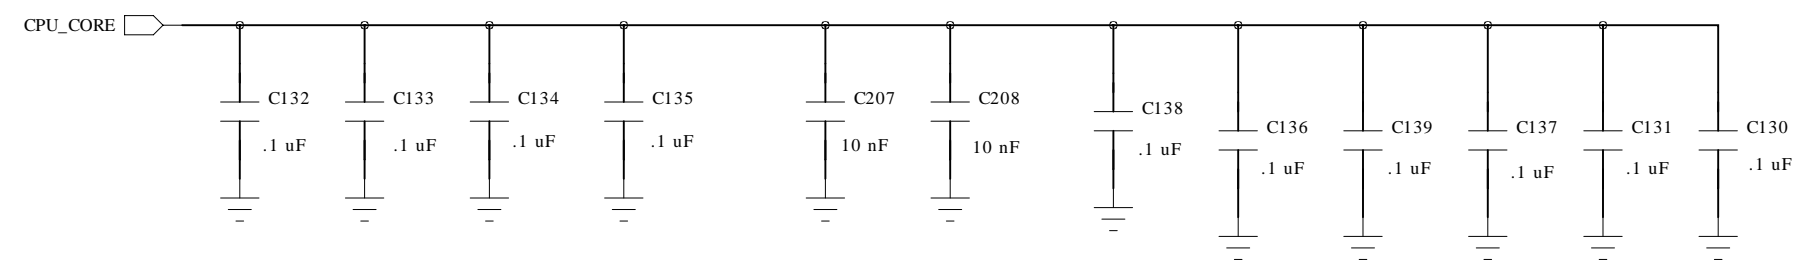 CPU_CORE
C132
.1 uF
C133
.1 uF
C134
.1 uF
C135
.1 uF
C207
10 nF
C208
10 nF
C138
.1 uF
C136
.1 uF
C139
.1 uF
C137
.1 uF
C131
.1 uF
C130
.1 uF